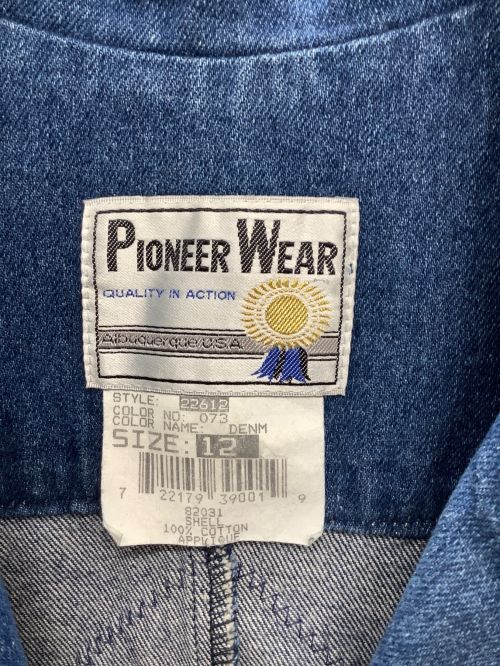 PIONEER WEAR
QUALITY IN ACTION
Albuquerque/U.S.A.
STYLE: 22612
COLOR NO: 073
COLOR NAME: DENM
SIZE: 12
7 22179 39001 9
82031
SHELL
100% COTTON
APPLIQUE